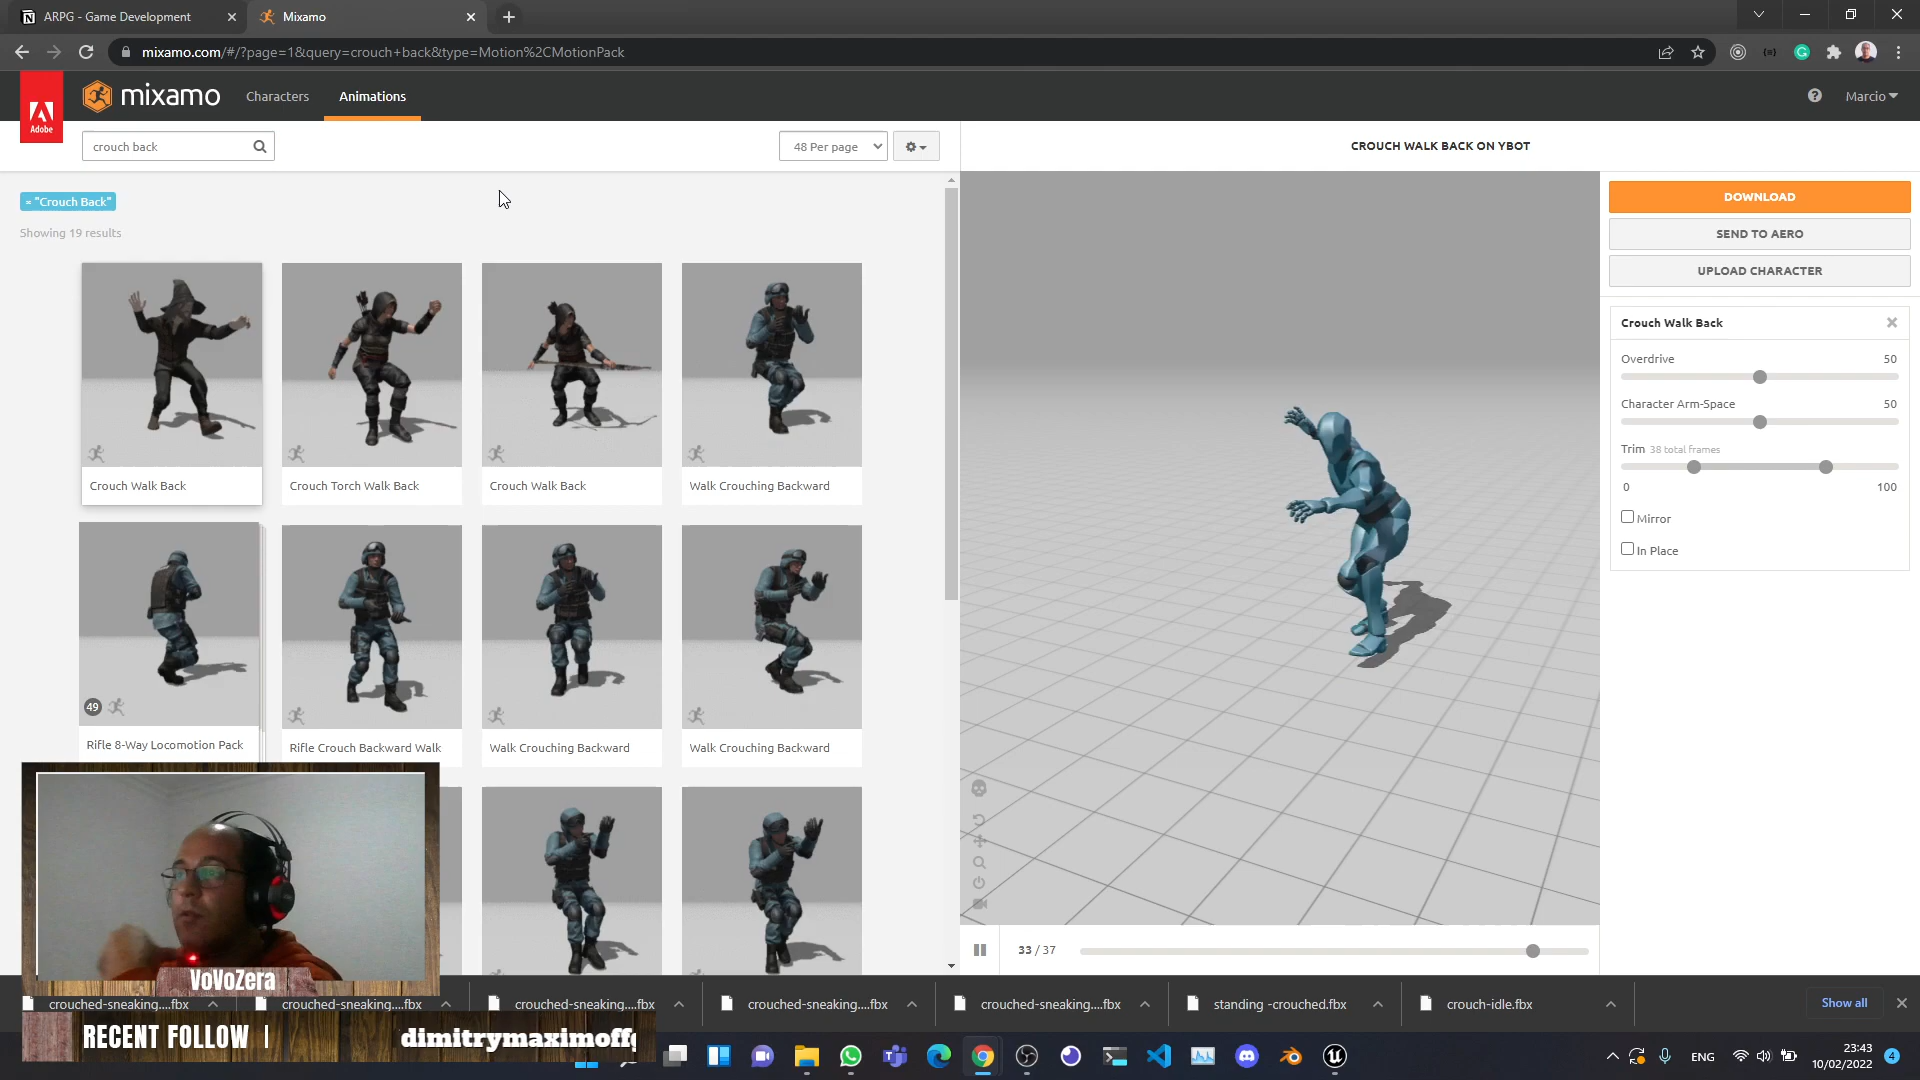 ARPG - Game Development
Mixamo
mixamo.com/#/?page=1&query=crouch+back&type=Motion%2CMotionPack
Adobe
mixamo
Characters
Animations
Marcio
crouch back
48 Per page
CROUCH WALK BACK ON YBOT
× "Crouch Back"
Showing 19 results
DOWNLOAD
SEND TO AERO
UPLOAD CHARACTER
Crouch Walk Back
Overdrive 50
Character Arm-Space 50
Trim 38 total frames
0 100
Mirror
In Place
Crouch Walk Back
Crouch Torch Walk Back
Crouch Walk Back
Walk Crouching Backward
49
Rifle 8-Way Locomotion Pack
Rifle Crouch Backward Walk
Walk Crouching Backward
Walk Crouching Backward
33 / 37
VoVoZera
crouched-sneaking....fbx
crouched-sneaking....fbx
crouched-sneaking....fbx
crouched-sneaking....fbx
crouched-sneaking....fbx
standing -crouched.fbx
crouch-idle.fbx
Show all
RECENT FOLLOW |
dimitrymaximoff
ENG
23:43
10/02/2022
4